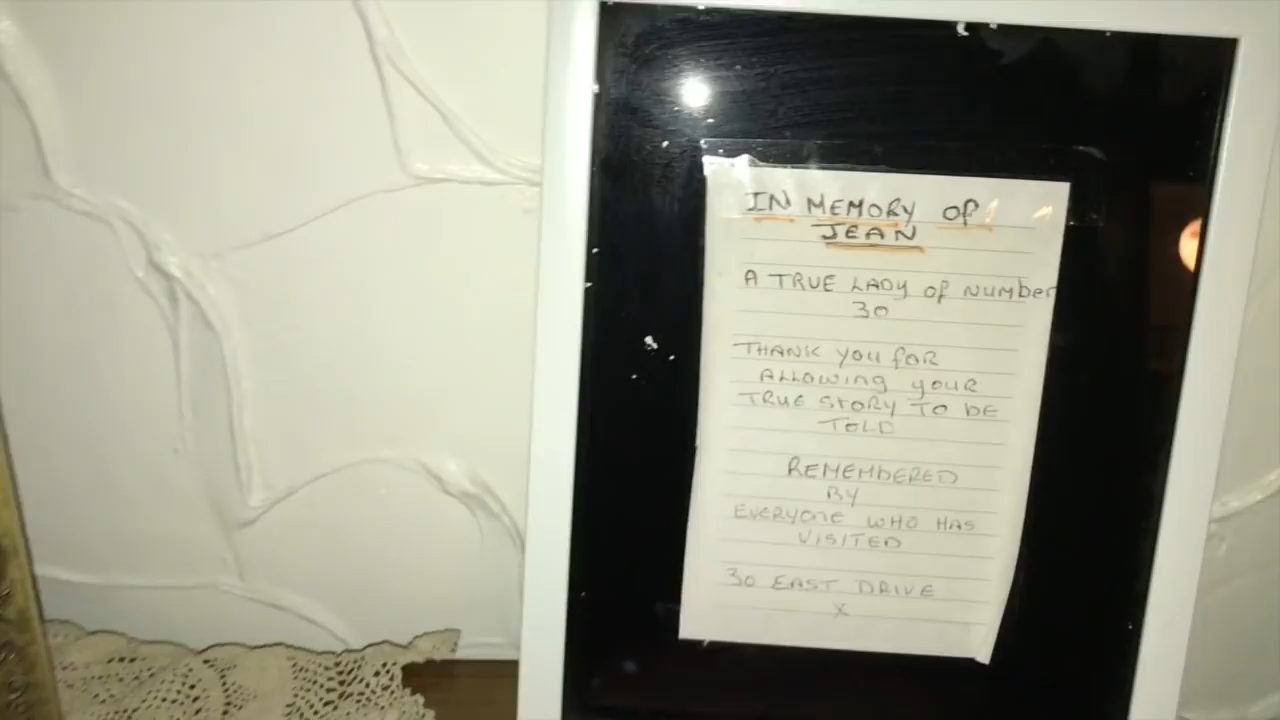 IN MEMORY OF
JEAN
A TRUE LADY OF NUMBER
30
THANK YOU FOR
ALLOWING YOUR
TRUE STORY TO BE
TOLD
REMEMBERED
BY
EVERYONE WHO HAS
VISITED
30 EAST DRIVE
X